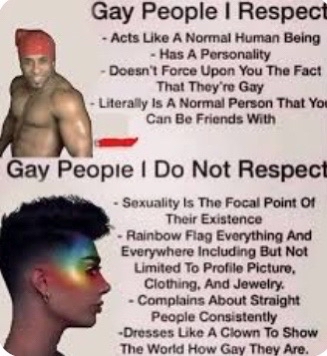 Gay People I Respect
- Acts Like A Normal Human Being
- Has A Personality
- Doesn't Force Upon You The Fact
That They're Gay
- Literally Is A Normal Person That You
Can Be Friends With
Gay People I Do Not Respect
- Sexuality Is The Focal Point Of
Their Existence
- Rainbow Flag Everything And
Everywhere Including But Not
Limited To Profile Picture,
Clothing, And Jewelry.
- Complains About Straight
People Consistently
-Dresses Like A Clown To Show
The World How Gay They Are.